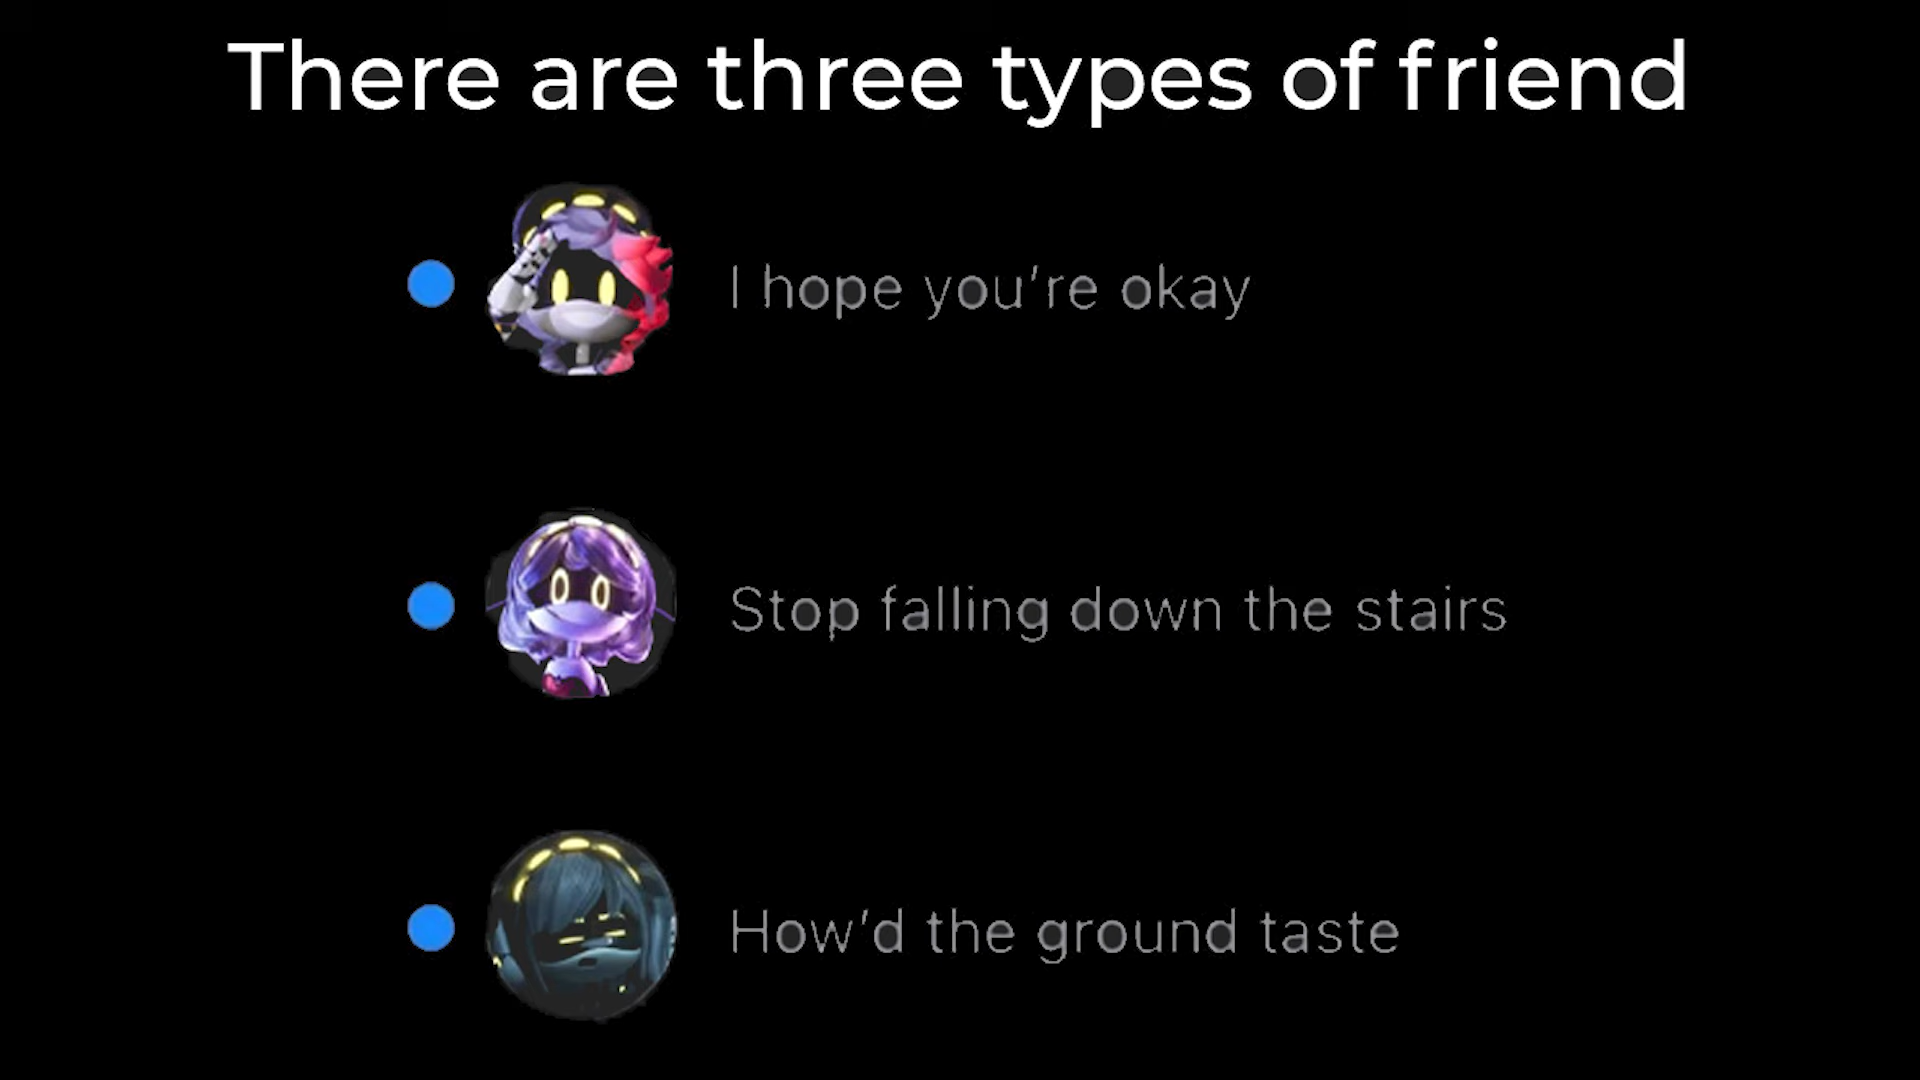 There are three types of friend
I hope you're okay
Stop falling down the stairs
How'd the ground taste